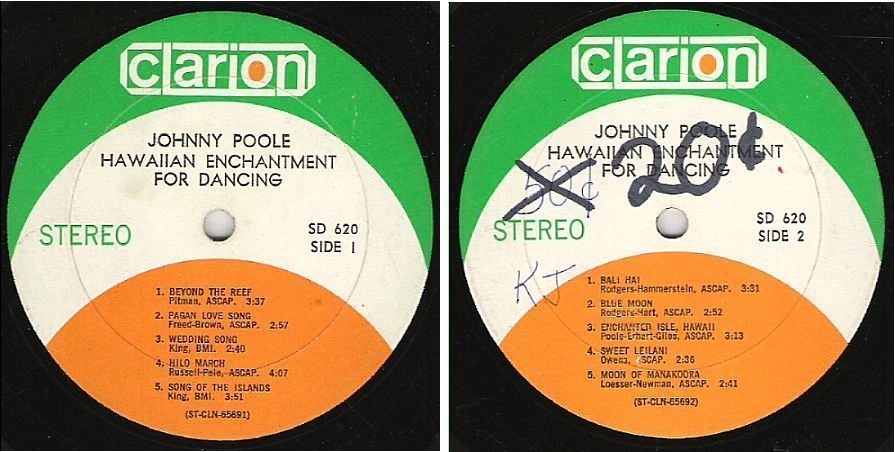 clarion
JOHNNY POOLE
HAWAIIAN ENCHANTMENT
FOR DANCING
STEREO
SD 620
SIDE 1
1. BEYOND THE REEF
Pitman, ASCAP. 3:37
2. PAGAN LOVE SONG
Freed-Brown, ASCAP. 2:57
3. WEDDING SONG
King, BMI. 2:40
4. HILO MARCH
Russell-Pele, ASCAP. 4:07
5. SONG OF THE ISLANDS
King, BMI. 3:51
(ST-CLN-65691)
clarion
JOHNNY POOLE
HAWAIIAN ENCHANTMENT
FOR DANCING
50¢ 20¢
STEREO
SD 620
SIDE 2
KJ
1. BALI HAI
Rodgers-Hammerstein, ASCAP. 3:31
2. BLUE MOON
Rodgers-Hart, ASCAP. 2:52
3. ENCHANTED ISLE, HAWAII
Poole-Erhart-Giles, ASCAP. 3:13
4. SWEET LEILANI
Owens, ASCAP. 2:36
5. MOON OF MANAKOORA
Loesser-Newman, ASCAP. 2:41
(ST-CLN-65692)